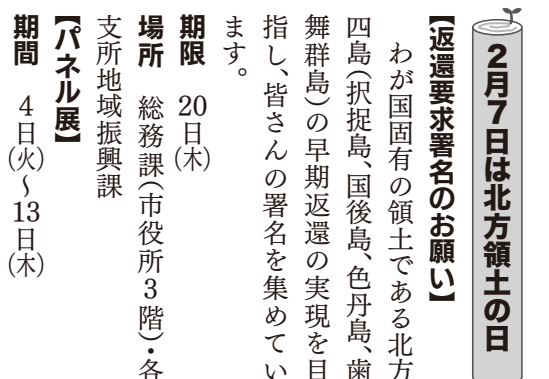 2月7日は北方領土の日
【返還要求署名のお願い】
わが国固有の領土である北方
四島(択捉島、国後島、色丹島、歯
舞群島)の早期返還の実現を目
指し、皆さんの署名を集めてい
ます。
期限　20日(木)
場所　総務課(市役所3階)・各
支所地域振興課
【パネル展】
期間　4日(火)~13日(木)